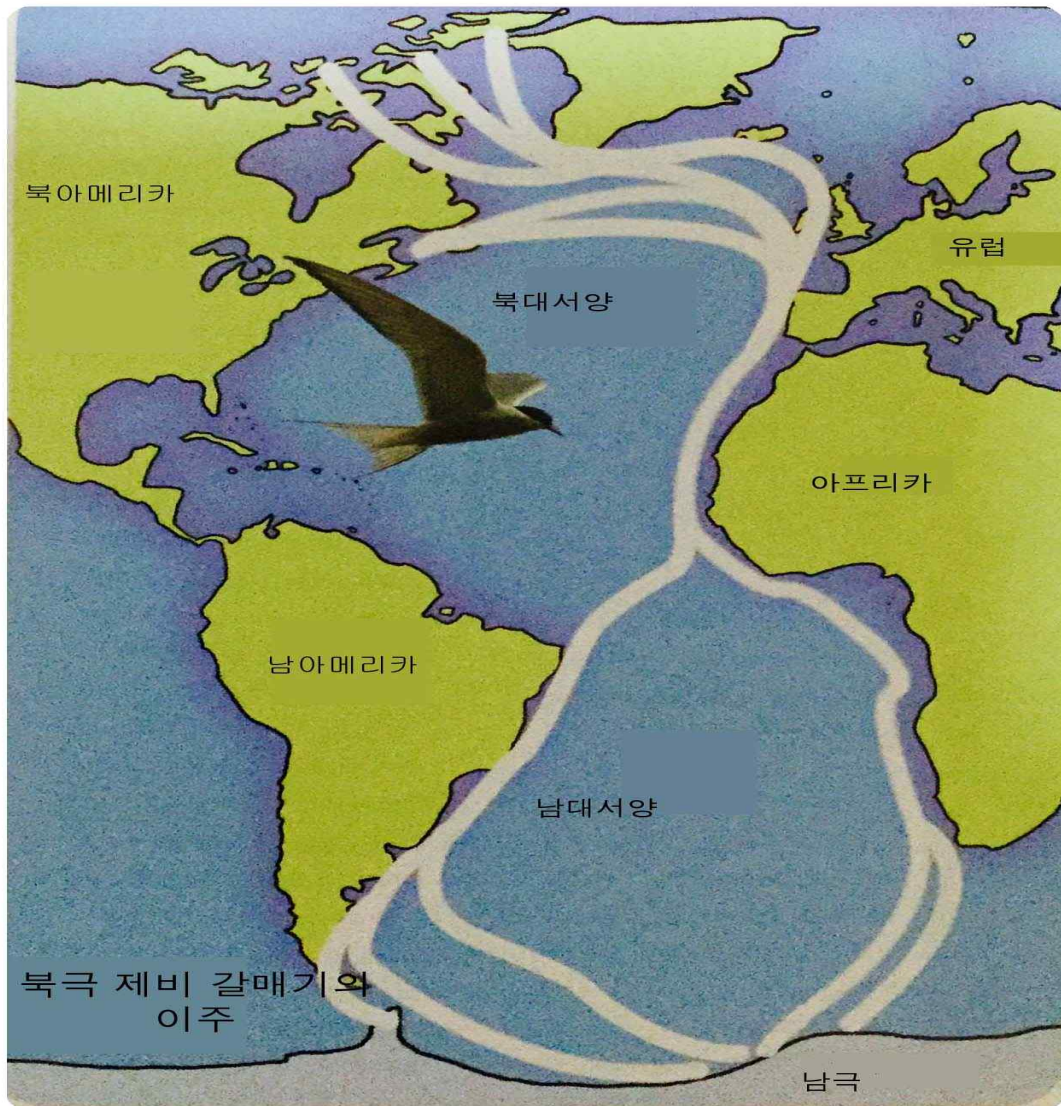 북아메리카
유럽
북대서양
아프리카
남아메리카
남대서양
북극 제비 갈매기의
이주
남극